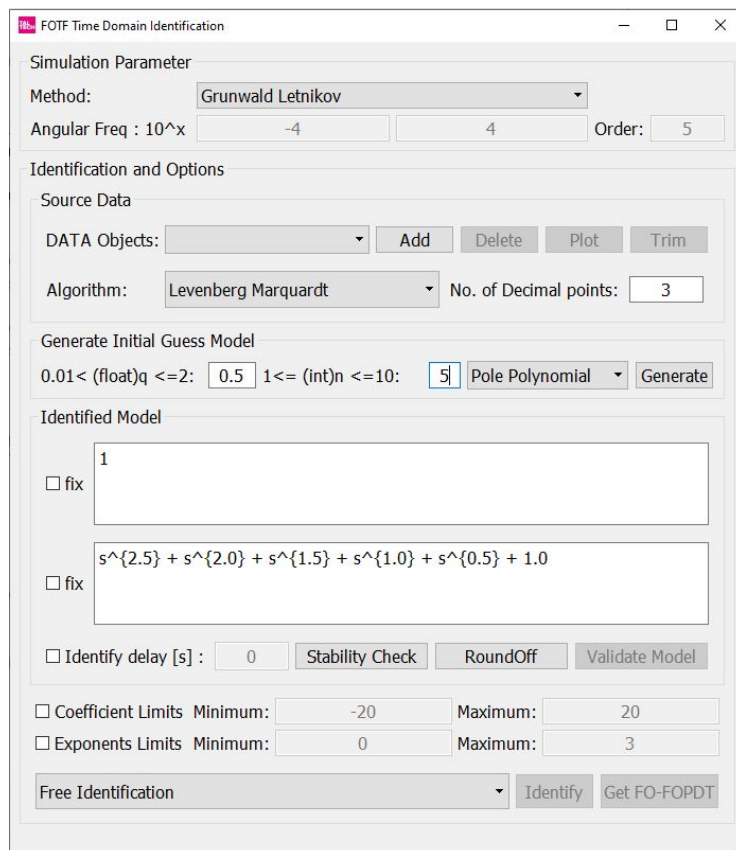 FOTF Time Domain Identification
Simulation Parameter
Method: Grunwald Letnikov
Angular Freq : 10^x -4 4 Order: 5
Identification and Options
Source Data
DATA Objects: Add Delete Plot Trim
Algorithm: Levenberg Marquardt No. of Decimal points: 3
Generate Initial Guess Model
0.01< (float)q <=2: 0.5 1<= (int)n <=10: 5 Pole Polynomial Generate
Identified Model
1
fix
s^{2.5} + s^{2.0} + s^{1.5} + s^{1.0} + s^{0.5} + 1.0
fix
Identify delay [s] : 0 Stability Check RoundOff Validate Model
Coefficient Limits Minimum: -20 Maximum: 20
Exponents Limits Minimum: 0 Maximum: 3
Free Identification Identify Get FO-FOPDT